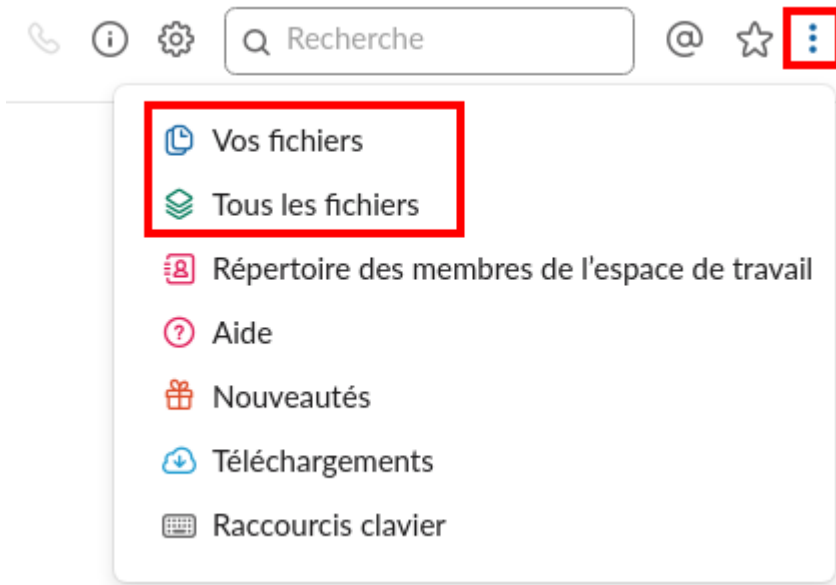 Recherche
Vos fichiers
Tous les fichiers
Répertoire des membres de l’espace de travail
Aide
Nouveautés
Téléchargements
Raccourcis clavier